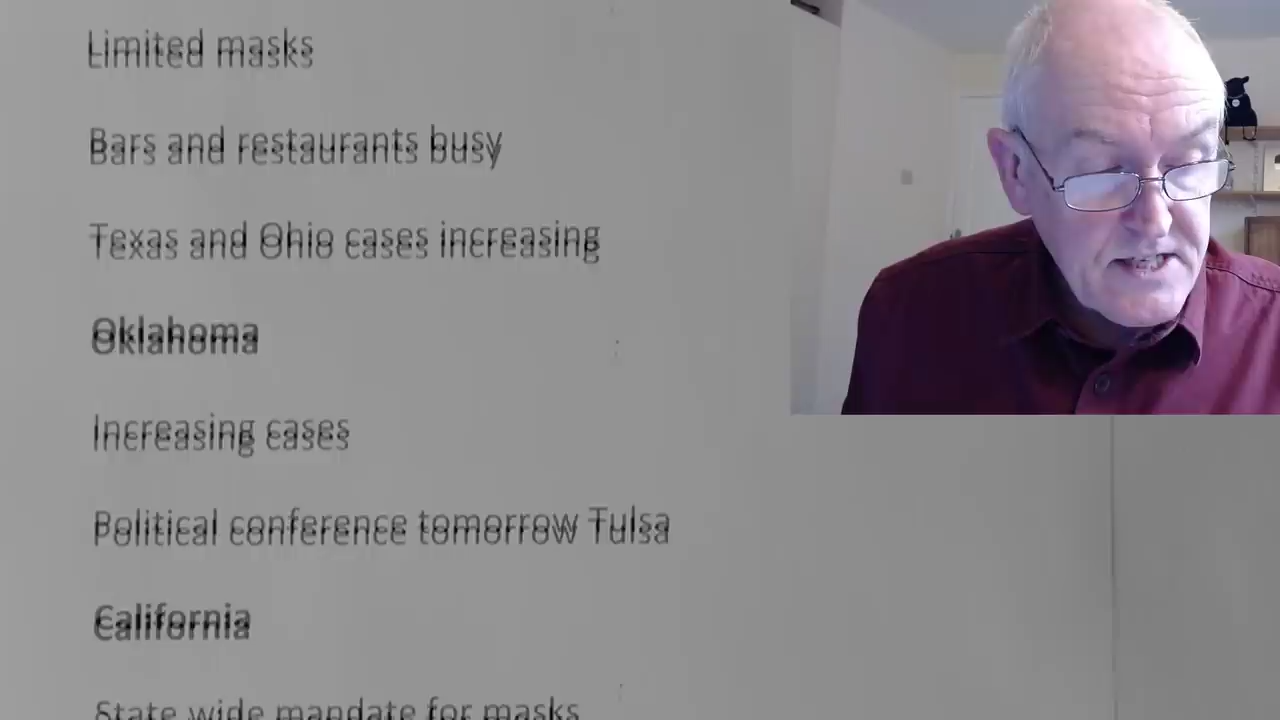 Limited masks
Bars and restaurants busy
Texas and Ohio cases increasing
Oklahoma
Increasing cases
Political conference tomorrow Tulsa
California
State wide mandate for masks